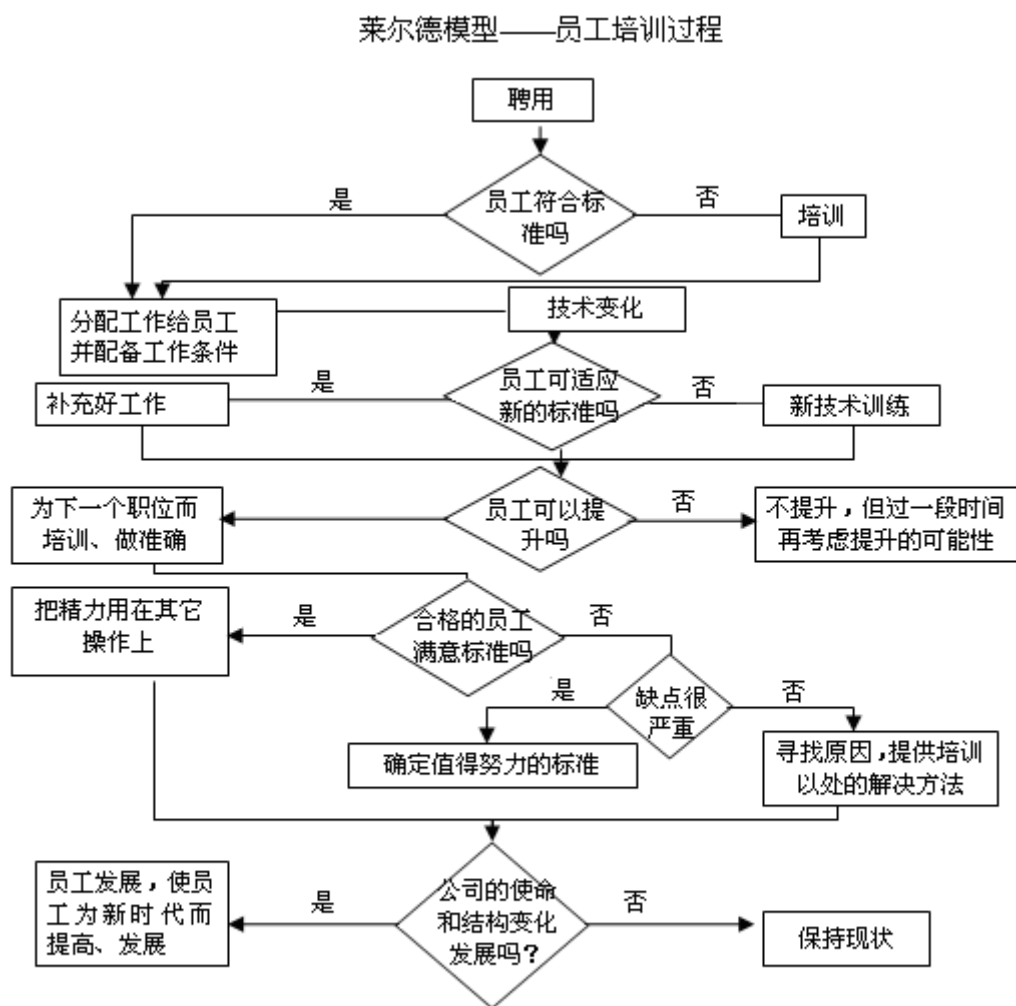 莱尔德模型——员工培训过程
聘用
是
员工符合标
准吗
否
培训
分配工作给员工
并配备工作条件
技术变化
补充好工作
是
员工可适应
新的标准吗
否
新技术训练
为下一个职位而
培训、做准确
员工可以提
升吗
否
不提升，但过一段时间
再考虑提升的可能性
把精力用在其它
操作上
是
合格的员工
满意标准吗
否
是
缺点很
严重
否
确定值得努力的标准
寻找原因，提供培训
以处的解决方法
员工发展，使员
工为新时代而
提高、发展
是
公司的使命
和结构变化
发展吗？
否
保持现状